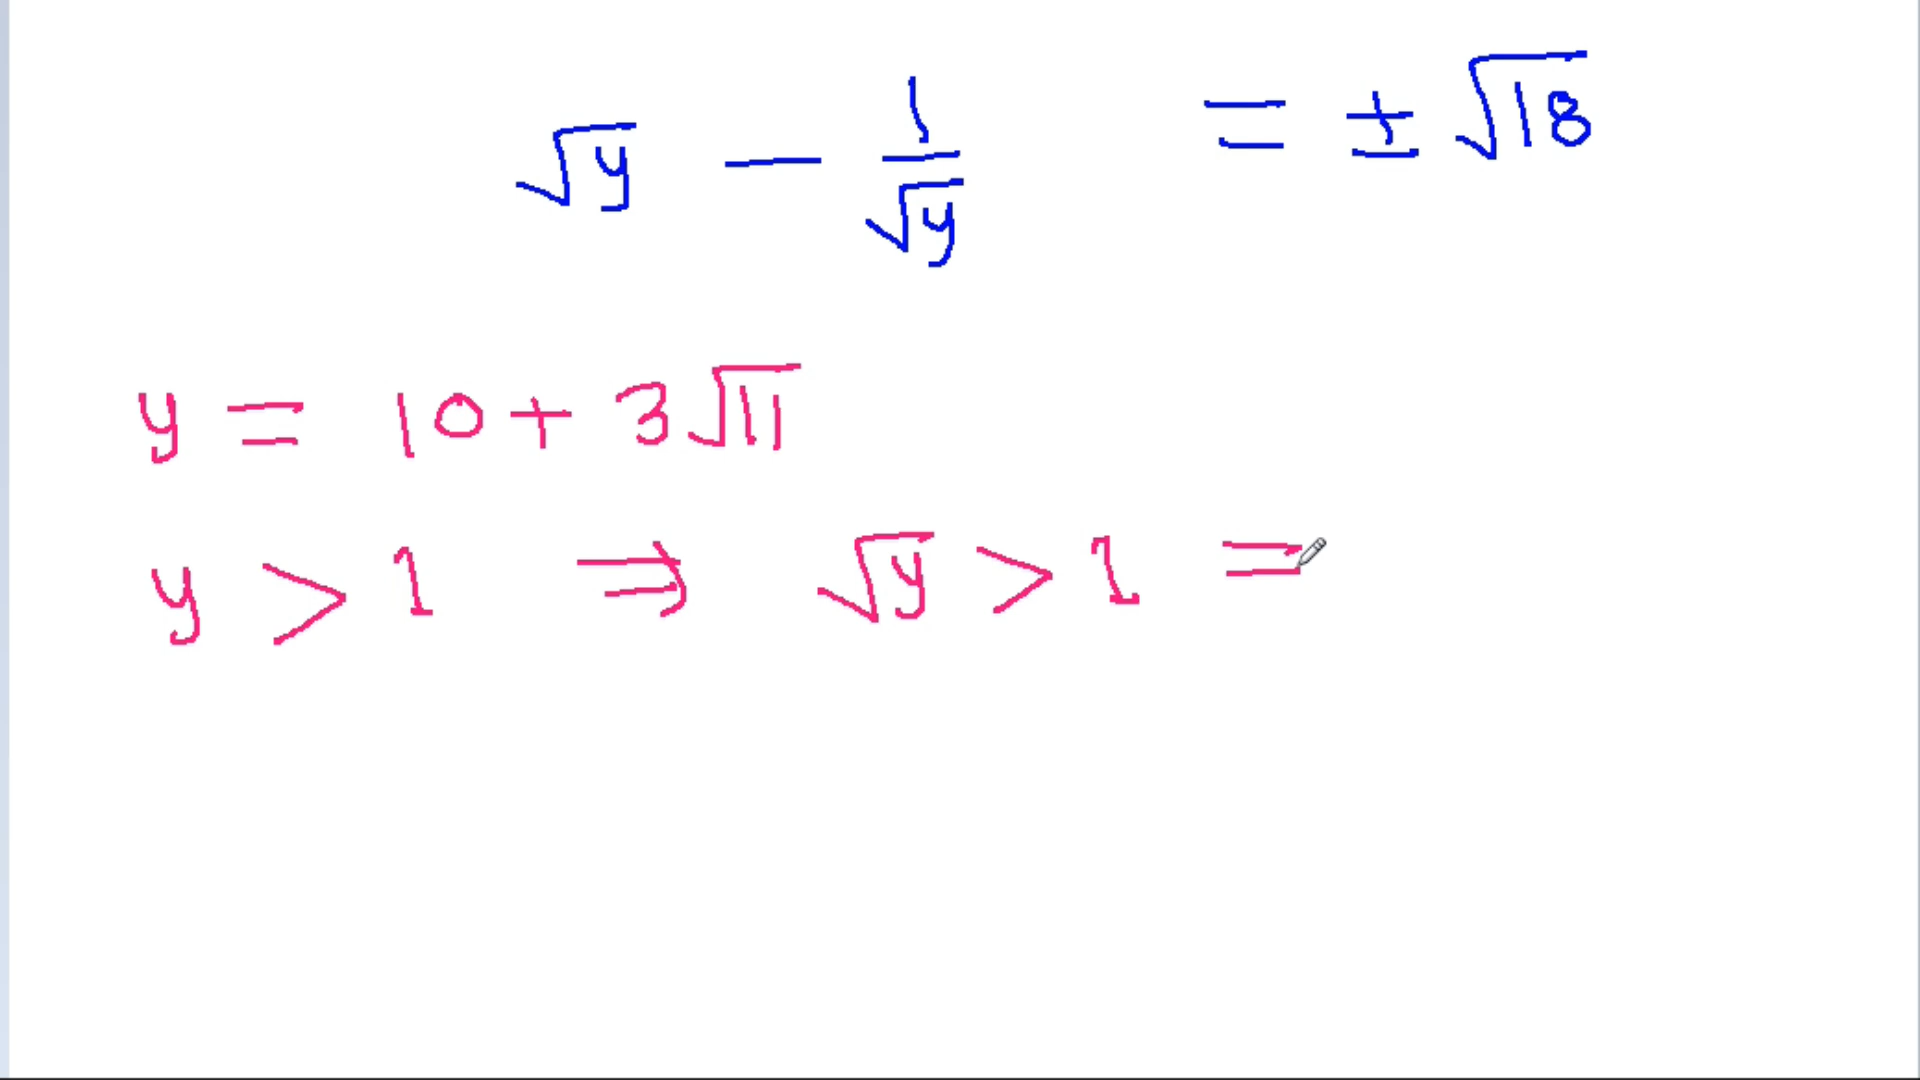 √y − 1/√y = ± √18
y = 10 + 3√11
y > 1 ⇒ √y > 1 =